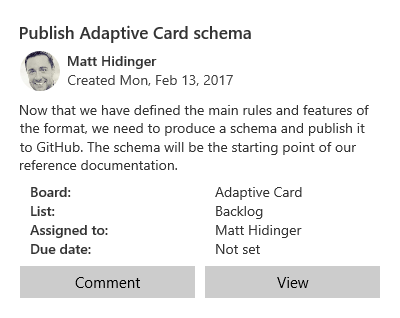 Publish Adaptive Card schema
Matt Hidinger
Created Mon, Feb 13, 2017
Now that we have defined the main rules and features of
the format, we need to produce a schema and publish it
to GitHub. The schema will be the starting point of our
reference documentation.
Board: Adaptive Card
List: Backlog
Assigned to: Matt Hidinger
Due date: Not set
Comment View